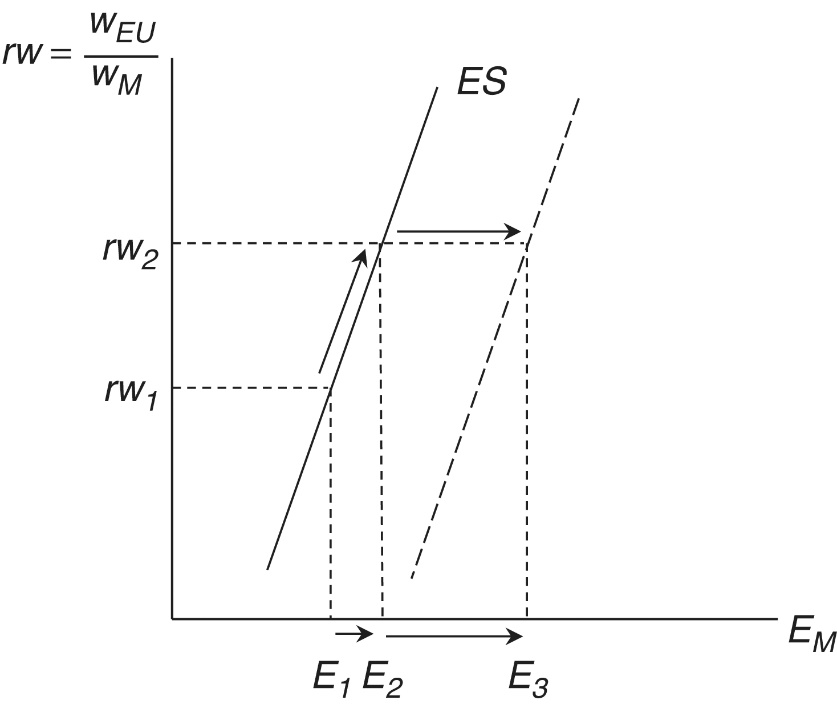 rw = w_EU / w_M
ES
rw₂
rw₁
E_M
E₁ E₂ E₃